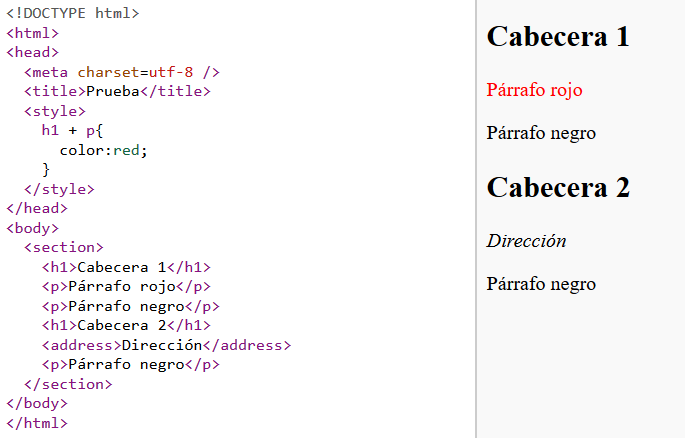 <!DOCTYPE html>
<html>
<head>
  <meta charset=utf-8 />
  <title>Prueba</title>
  <style>
    h1 + p{
      color:red;
    }
  </style>
</head>
<body>
  <section>
    <h1>Cabecera 1</h1>
    <p>Párrafo rojo</p>
    <p>Párrafo negro</p>
    <h1>Cabecera 2</h1>
    <address>Dirección</address>
    <p>Párrafo negro</p>
  </section>
</body>
</html>
Cabecera 1
Párrafo rojo
Párrafo negro
Cabecera 2
Dirección
Párrafo negro